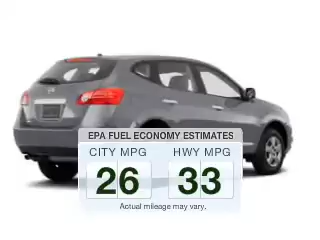 EPA FUEL ECONOMY ESTIMATES
CITY MPG HWY MPG
26 33
Actual mileage may vary.